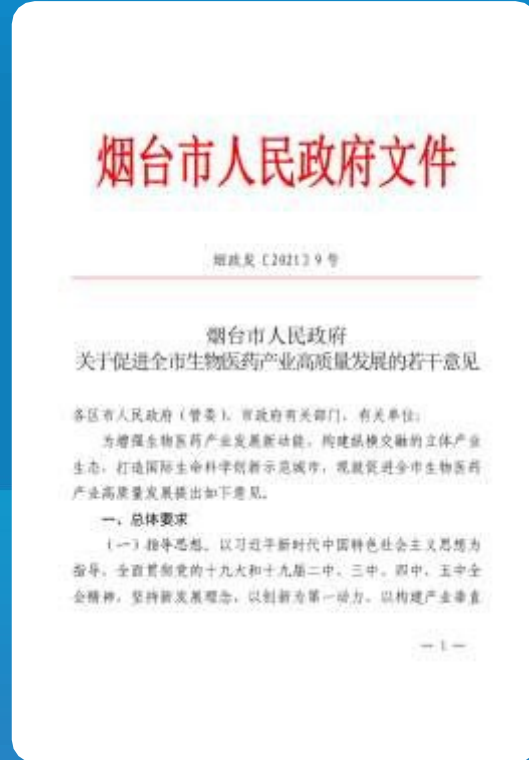 烟台市人民政府文件
烟政发〔2021〕9号
烟台市人民政府
关于促进全市生物医药产业高质量发展的若干意见
各区市人民政府（管委），市政府有关部门，有关单位：
为增强生物医药产业发展新动能，构建纵横交融的立体产业
生态，打造国际生命科学创新示范城市，现就促进全市生物医药
产业高质量发展提出如下意见。
一、总体要求
（一）指导思想。以习近平新时代中国特色社会主义思想为
指导，全面贯彻党的十九大和十九届二中、三中、四中、五中全
会精神，坚持新发展理念，以创新为第一动力，以构建产业垂直
— 1 —